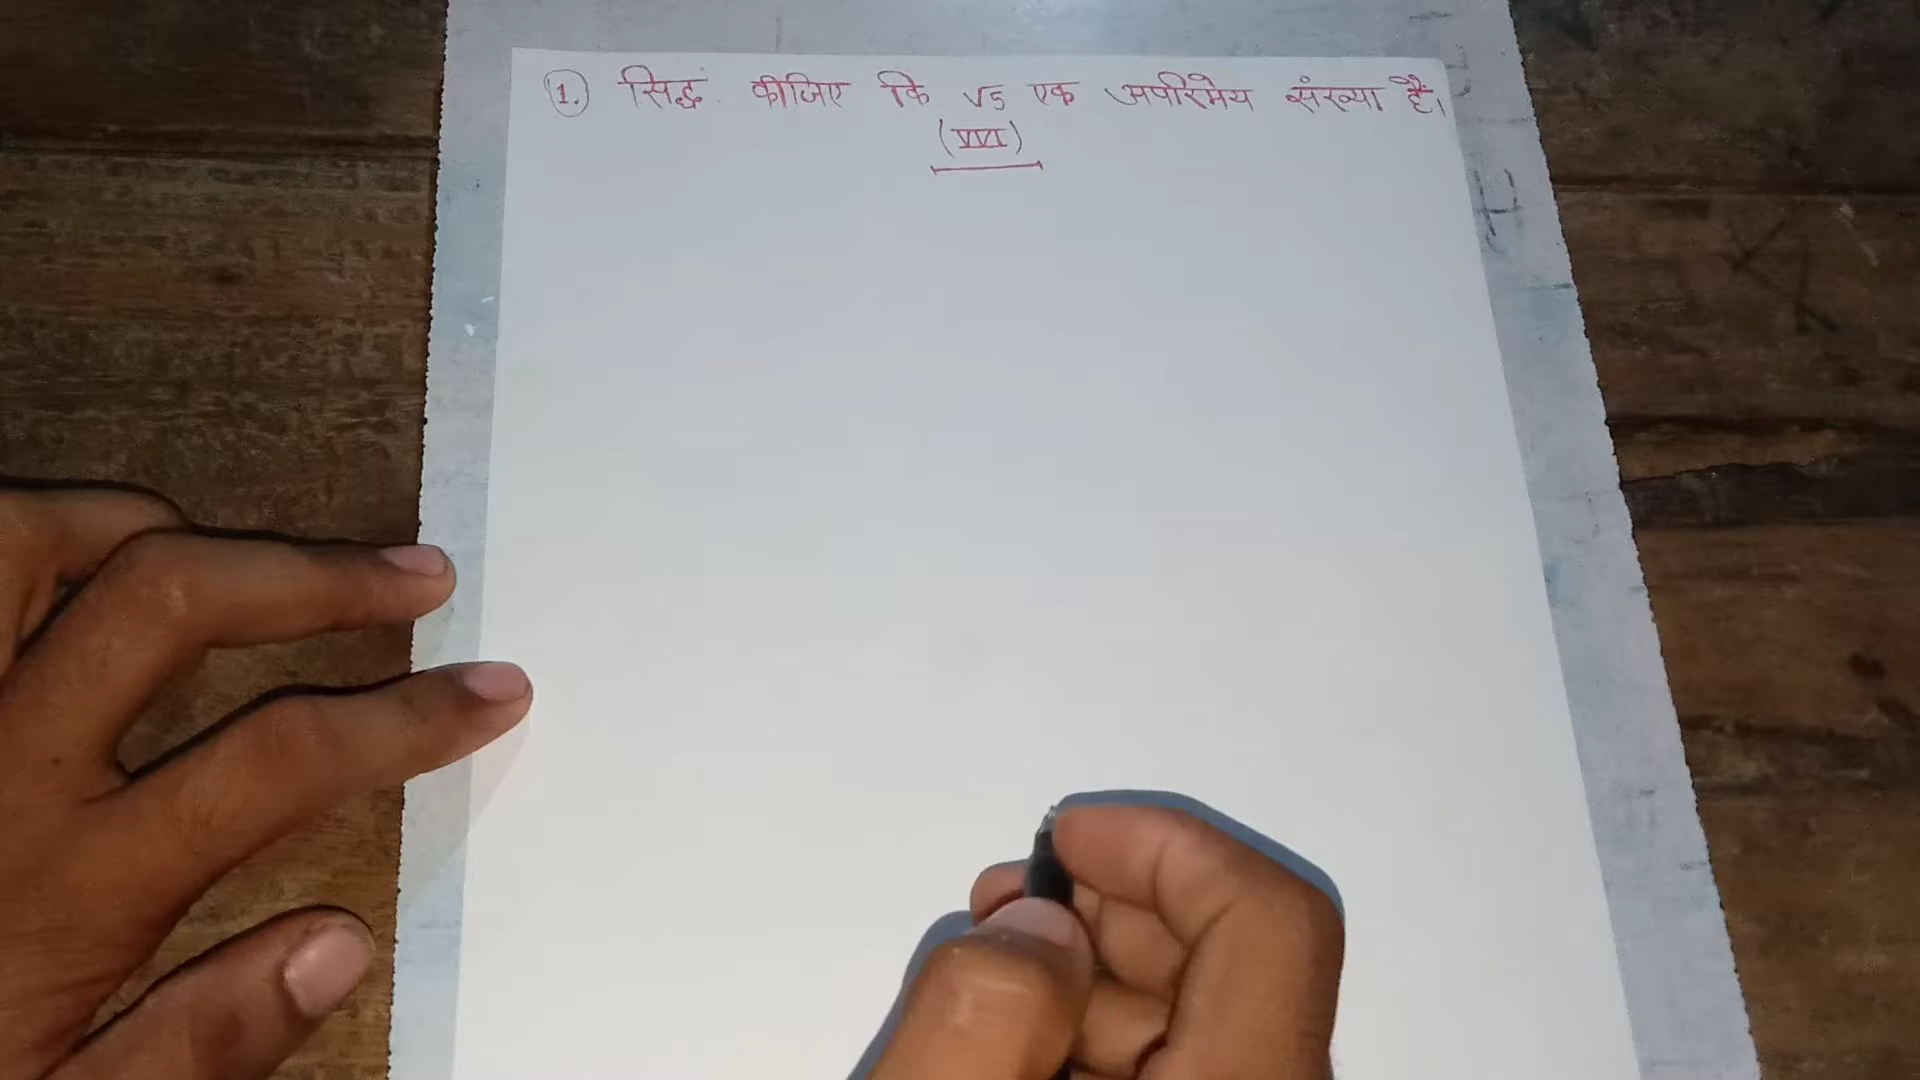 1. सिद्ध कीजिए कि √5 एक अपरिमेय संख्या है।
(VVI)